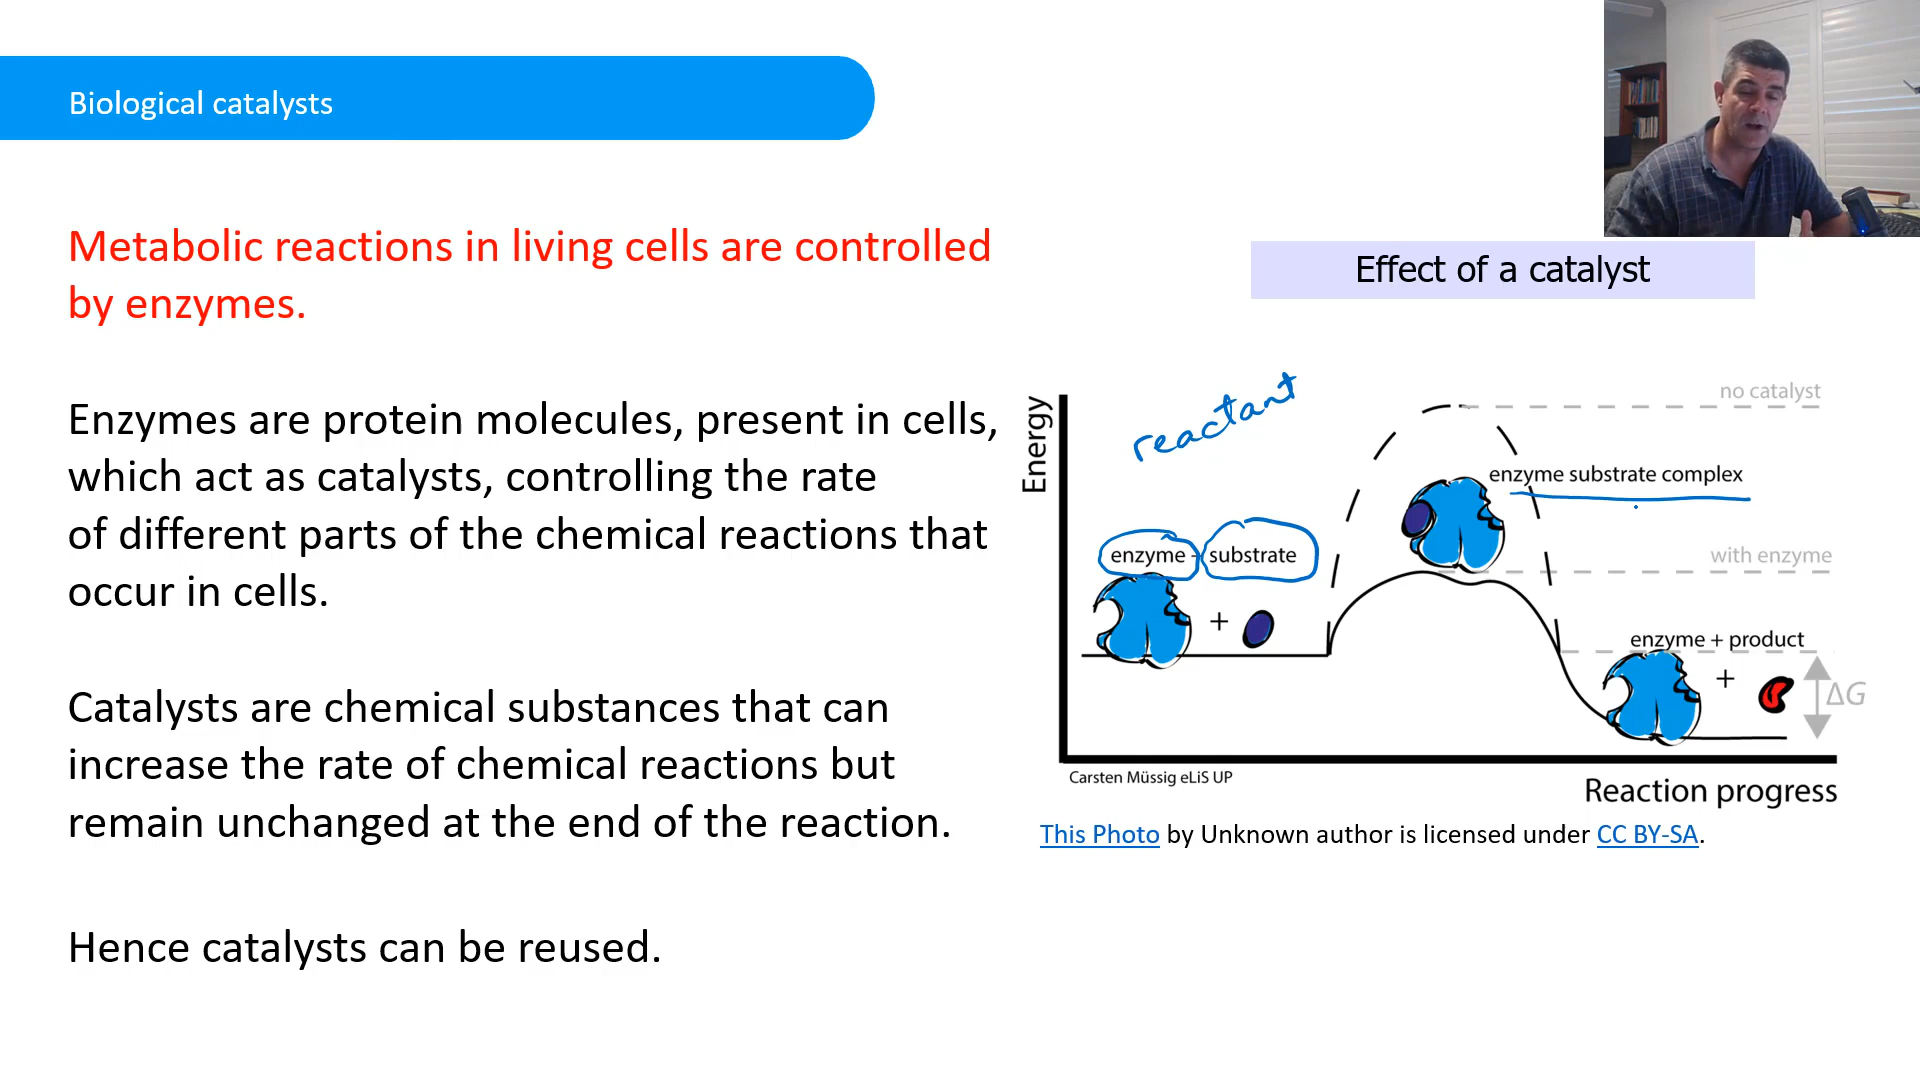 Biological catalysts
Metabolic reactions in living cells are controlled
by enzymes.
Enzymes are protein molecules, present in cells,
which act as catalysts, controlling the rate
of different parts of the chemical reactions that
occur in cells.
Catalysts are chemical substances that can
increase the rate of chemical reactions but
remain unchanged at the end of the reaction.
Hence catalysts can be reused.
Effect of a catalyst
Energy
reactant
no catalyst
enzyme substrate complex
enzyme - substrate
with enzyme
+
enzyme + product
+
ΔG
Carsten Müssig eLiS UP
Reaction progress
This Photo by Unknown author is licensed under CC BY-SA.